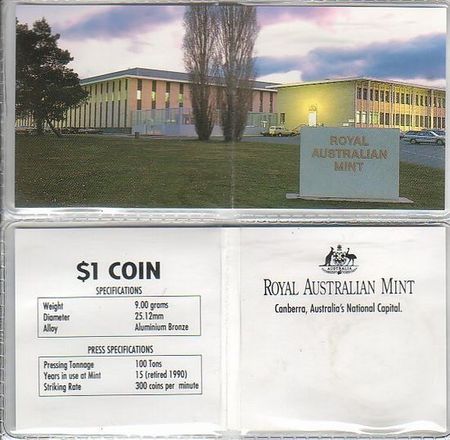 ROYAL
AUSTRALIAN
MINT
$1 COIN
SPECIFICATIONS
Weight 9.00 grams
Diameter 25.12mm
Alloy Aluminium Bronze
PRESS SPECIFICATIONS
Pressing Tonnage 100 Tons
Years in use at Mint 15 (retired 1990)
Striking Rate 300 coins per minute
ROYAL AUSTRALIAN MINT
Canberra, Australia's National Capital.